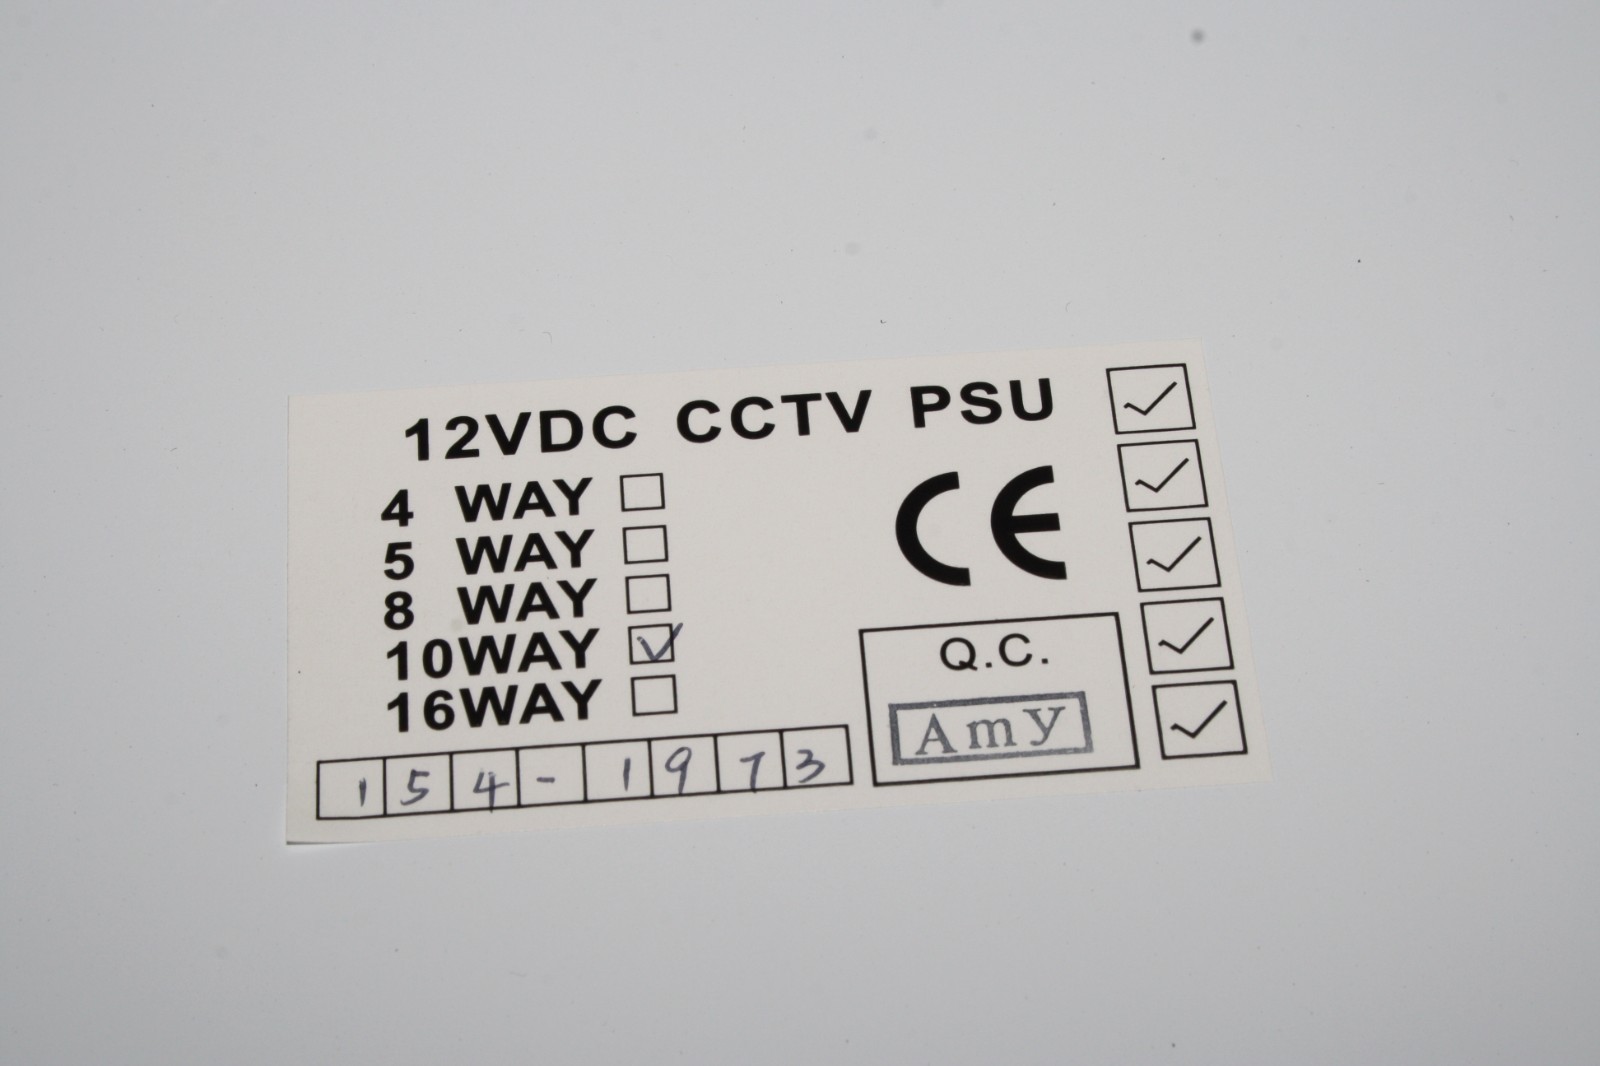 12VDC CCTV PSU
4 WAY ☐
5 WAY ☐
8 WAY ☐
10WAY ☑
16WAY ☐
CE
Q.C.
Amy
154-1973